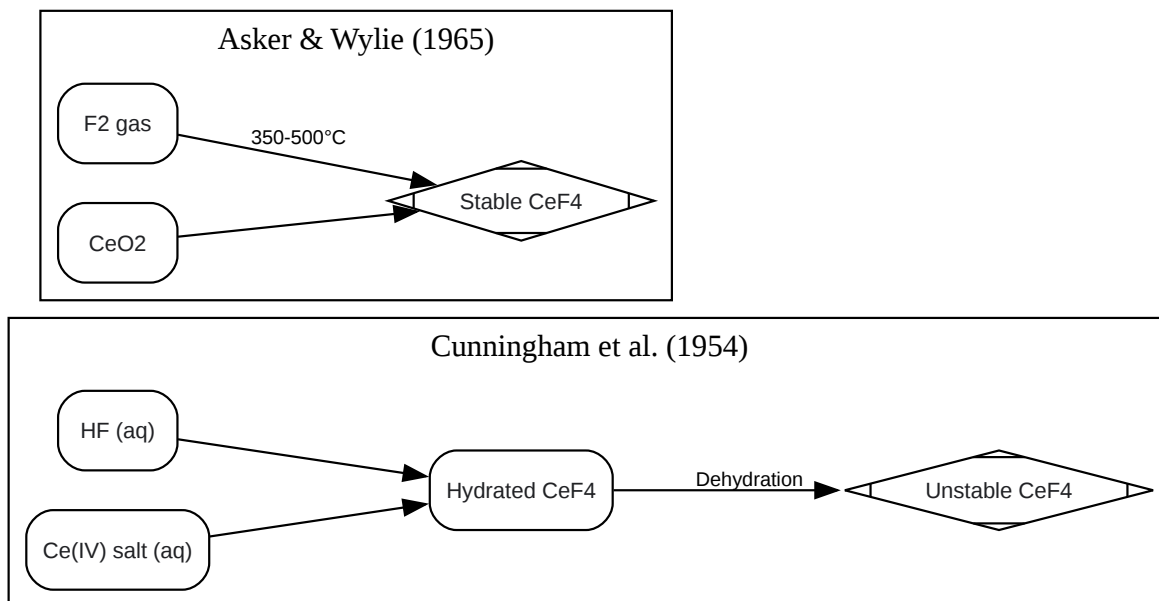 Asker & Wylie (1965)
F2 gas
350-500°C
Stable CeF4
CeO2
Cunningham et al. (1954)
HF (aq)
Hydrated CeF4
Dehydration
Unstable CeF4
Ce(IV) salt (aq)